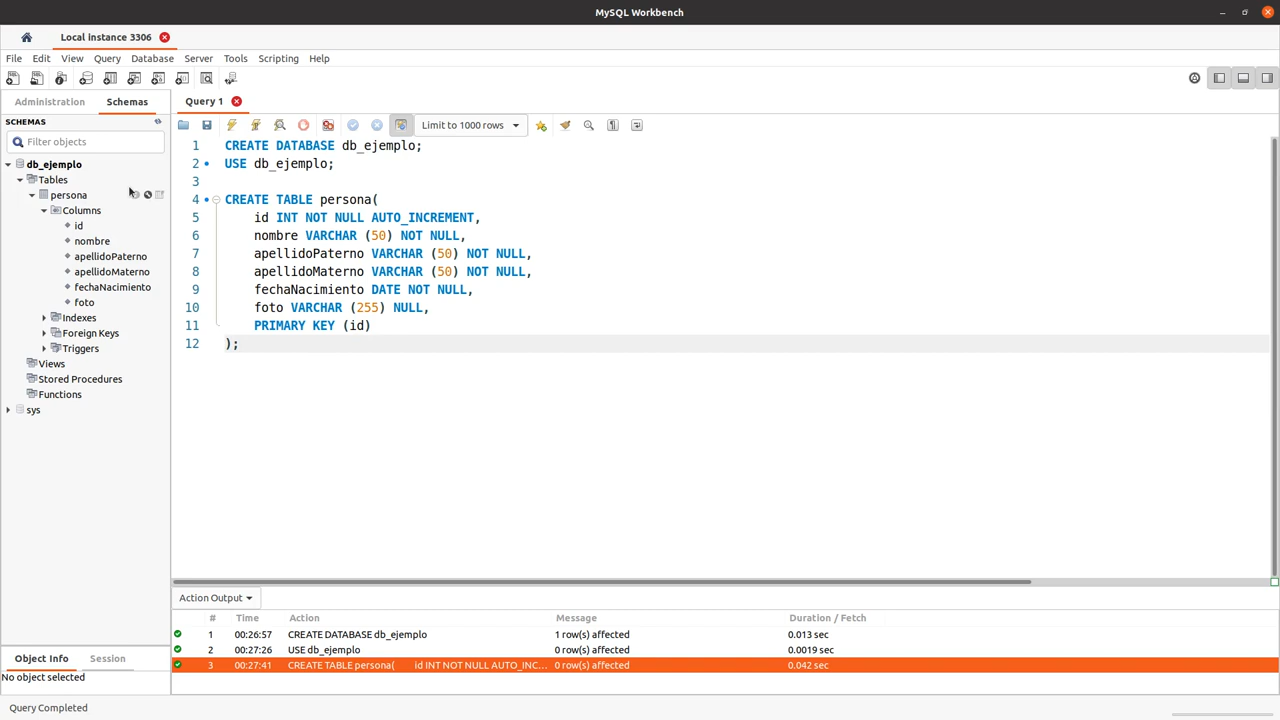 MySQL Workbench
Local instance 3306
File Edit View Query Database Server Tools Scripting Help
Administration Schemas
Query 1
SCHEMAS
Filter objects
Limit to 1000 rows
db_ejemplo
Tables
persona
Columns
id
nombre
apellidoPaterno
apellidoMaterno
fechaNacimiento
foto
Indexes
Foreign Keys
Triggers
Views
Stored Procedures
Functions
sys
1 CREATE DATABASE db_ejemplo;
2 USE db_ejemplo;
3
4 CREATE TABLE persona(
5 id INT NOT NULL AUTO_INCREMENT,
6 nombre VARCHAR (50) NOT NULL,
7 apellidoPaterno VARCHAR (50) NOT NULL,
8 apellidoMaterno VARCHAR (50) NOT NULL,
9 fechaNacimiento DATE NOT NULL,
10 foto VARCHAR (255) NULL,
11 PRIMARY KEY (id)
12 );
Action Output
# Time Action Message Duration / Fetch
1 00:26:57 CREATE DATABASE db_ejemplo 1 row(s) affected 0.013 sec
2 00:27:26 USE db_ejemplo 0 row(s) affected 0.0019 sec
3 00:27:41 CREATE TABLE persona( id INT NOT NULL AUTO_INC... 0 row(s) affected 0.042 sec
Object Info Session
No object selected
Query Completed